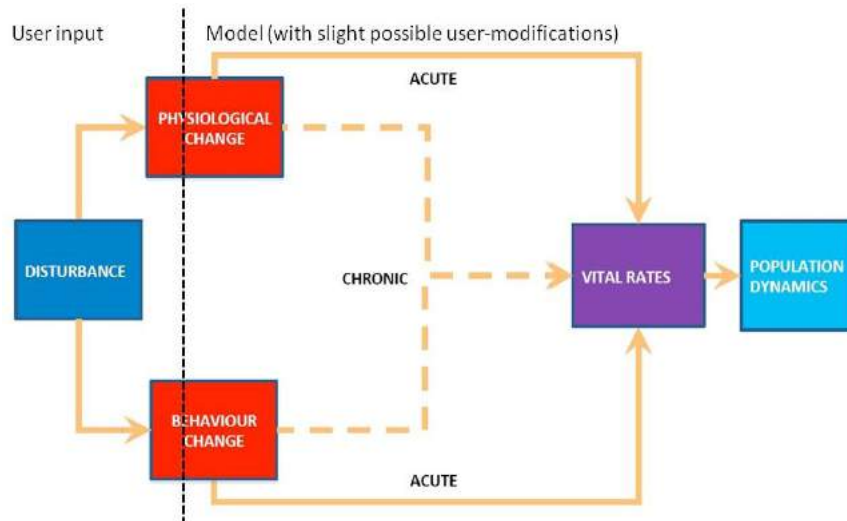 User input
Model (with slight possible user-modifications)
ACUTE
PHYSIOLOGICAL
CHANGE
DISTURBANCE
CHRONIC
VITAL RATES
POPULATION
DYNAMICS
BEHAVIOUR
CHANGE
ACUTE